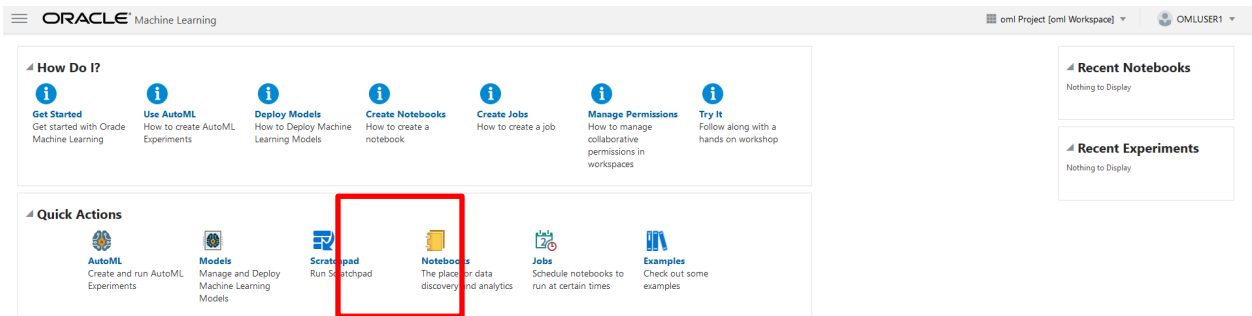 ORACLE Machine Learning
oml Project [oml Workspace]
OMLUSER1
How Do I?
Get Started
Get started with Oracle
Machine Learning
Use AutoML
How to create AutoML
Experiments
Deploy Models
How to Deploy Machine
Learning Models
Create Notebooks
How to create a
notebook
Create Jobs
How to create a job
Manage Permissions
How to manage
collaborative
permissions in
workspaces
Try It
Follow along with a
hands on workshop
Recent Notebooks
Nothing to Display
Recent Experiments
Nothing to Display
Quick Actions
AutoML
Create and run AutoML
Experiments
Models
Manage and Deploy
Machine Learning
Models
Scratchpad
Run Scratchpad
Notebooks
The place for data
discovery and analytics
Jobs
Schedule notebooks to
run at certain times
Examples
Check out some
examples